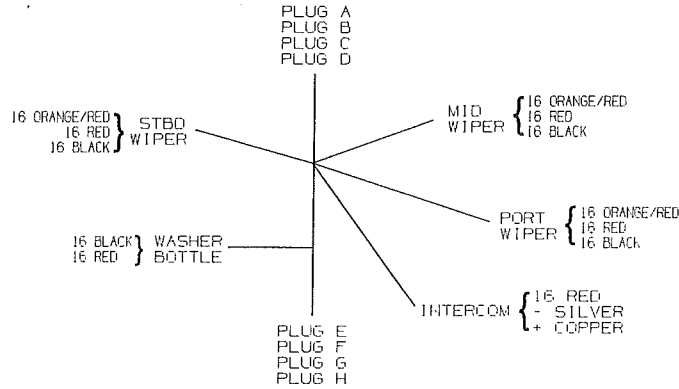 PLUG A
PLUG B
PLUG C
PLUG D
16 ORANGE/RED
16 RED
16 BLACK
STBD
WIPER
MID
WIPER
16 ORANGE/RED
16 RED
16 BLACK
PORT
WIPER
16 ORANGE/RED
16 RED
16 BLACK
16 BLACK
16 RED
WASHER
BOTTLE
INTERCOM
16 RED
- SILVER
+ COPPER
PLUG E
PLUG F
PLUG G
PLUG H